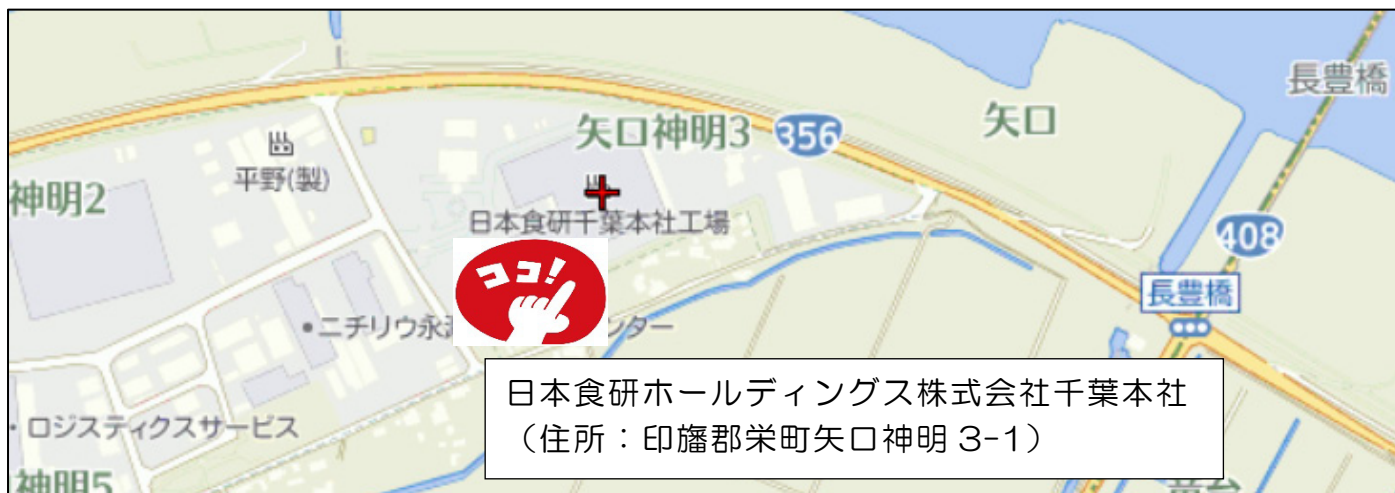 長豊橋
矢口
矢口神明3
356
平野(製)
神明2
日本食研千葉本社工場
408
ココ!
長豊橋
・ニチリウ永
ンター
日本食研ホールディングス株式会社千葉本社
(住所：印旛郡栄町矢口神明 3-1)
・ロジスティクスサービス
神明5